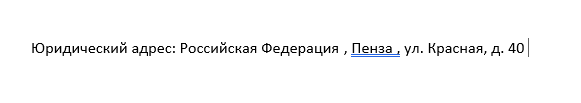 Юридический адрес: Российская Федерация , Пенза , ул. Красная, д. 40